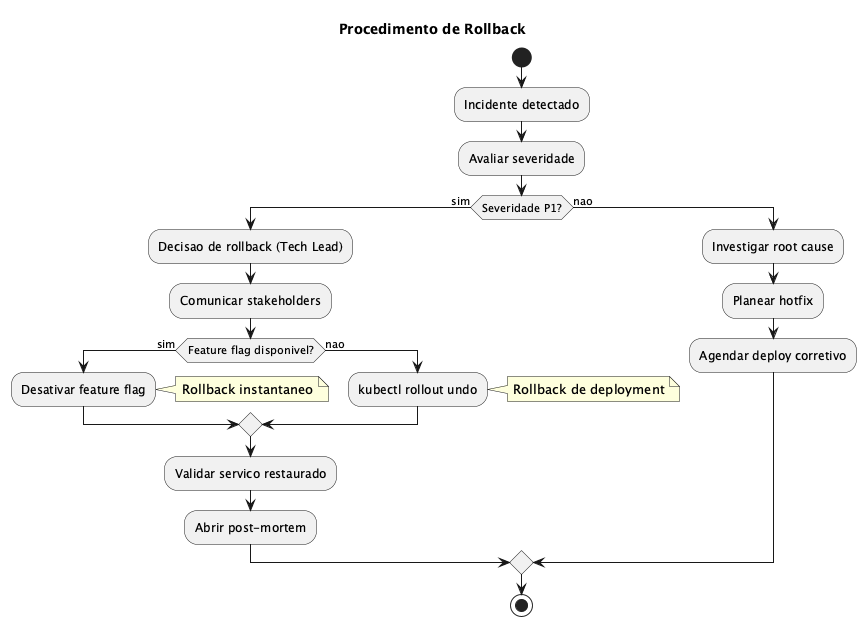 Procedimento de Rollback
Incidente detectado
Avaliar severidade
sim
Severidade P1?
nao
Decisao de rollback (Tech Lead)
Comunicar stakeholders
sim
Feature flag disponivel?
nao
Desativar feature flag
Rollback instantaneo
kubectl rollout undo
Rollback de deployment
Validar servico restaurado
Abrir post-mortem
Investigar root cause
Planear hotfix
Agendar deploy corretivo